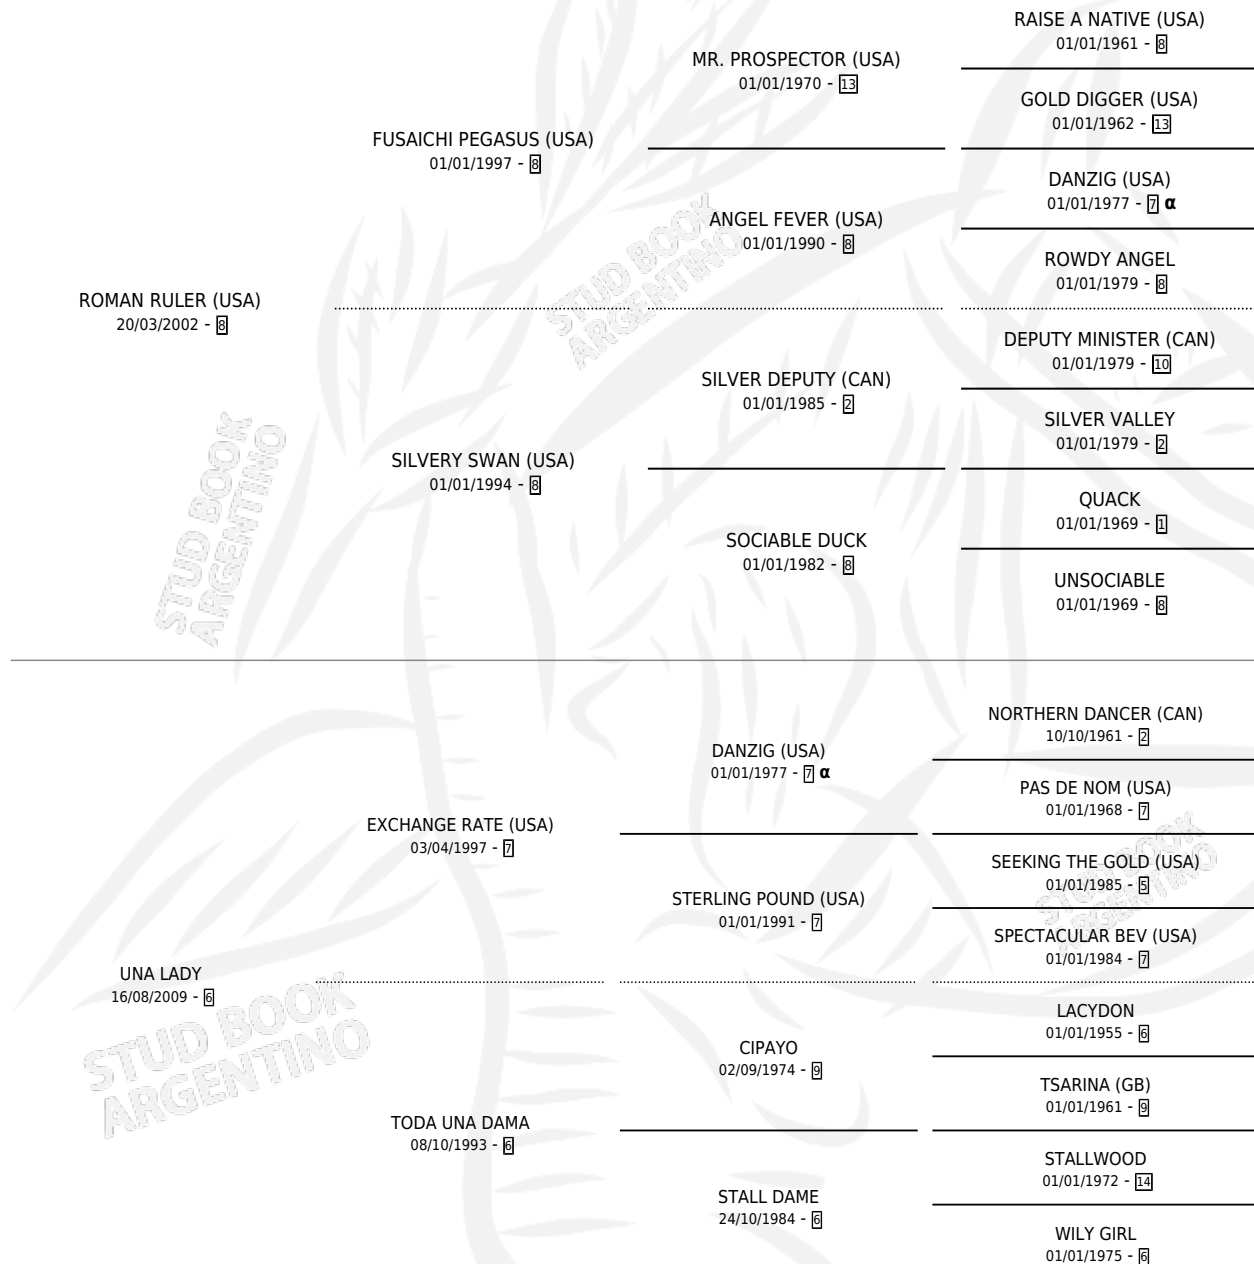 RAISE A NATIVE (USA)
01/01/1961 - 8
MR. PROSPECTOR (USA)
01/01/1970 - 13
GOLD DIGGER (USA)
01/01/1962 - 13
FUSAICHI PEGASUS (USA)
01/01/1997 - 8
DANZIG (USA)
01/01/1977 - 7 α
ANGEL FEVER (USA)
01/01/1990 - 8
ROWDY ANGEL
01/01/1979 - 8
ROMAN RULER (USA)
20/03/2002 - 8
DEPUTY MINISTER (CAN)
01/01/1979 - 10
SILVER DEPUTY (CAN)
01/01/1985 - 2
SILVER VALLEY
01/01/1979 - 2
SILVERY SWAN (USA)
01/01/1994 - 8
QUACK
01/01/1969 - 1
SOCIABLE DUCK
01/01/1982 - 8
UNSOCIABLE
01/01/1969 - 8
NORTHERN DANCER (CAN)
10/10/1961 - 2
DANZIG (USA)
01/01/1977 - 7 α
PAS DE NOM (USA)
01/01/1968 - 7
EXCHANGE RATE (USA)
03/04/1997 - 7
SEEKING THE GOLD (USA)
01/01/1985 - 5
STERLING POUND (USA)
01/01/1991 - 7
SPECTACULAR BEV (USA)
01/01/1984 - 7
UNA LADY
16/08/2009 - 6
LACYDON
01/01/1955 - 6
CIPAYO
02/09/1974 - 9
TSARINA (GB)
01/01/1961 - 9
TODA UNA DAMA
08/10/1993 - 6
STALLWOOD
01/01/1972 - 14
STALL DAME
24/10/1984 - 6
WILY GIRL
01/01/1975 - 6
STUD BOOK
ARGENTINO
STUD BOOK
ARGENTINO
STUD BOOK
ARGENTINO
STUD BOOK
ARGENTINO